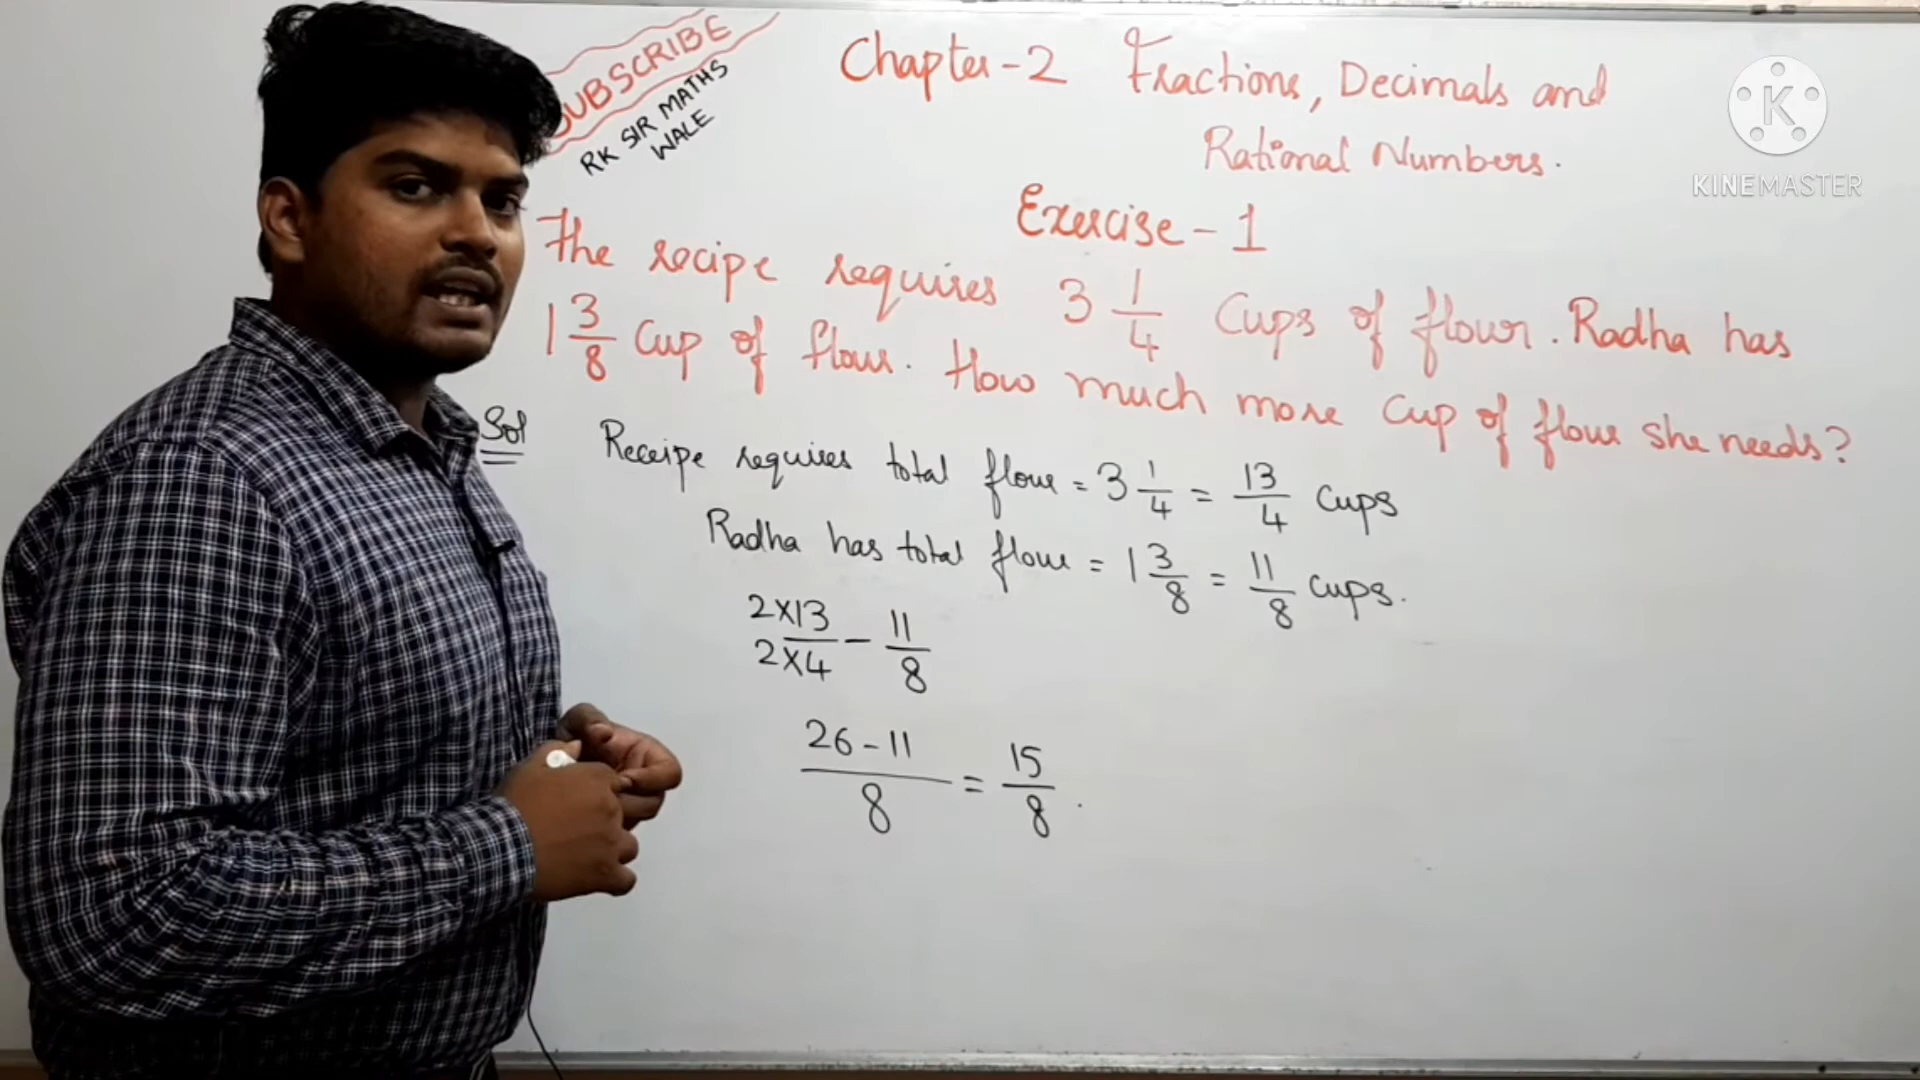 SUBSCRIBE
RK SIR MATHS
WALE
Chapter-2 Fractions, Decimals and
Rational Numbers.
KINEMASTER
Exercise-1
The recipe requires 3 1/4 Cups of flour. Radha has
1 3/8 Cup of flour. How much more Cup of flour she needs?
Sol Receipe requires total flour = 3 1/4 = 13/4 Cups
Radha has total flour = 1 3/8 = 11/8 Cups.
2×13/2×4 - 11/8
26-11/8 = 15/8.